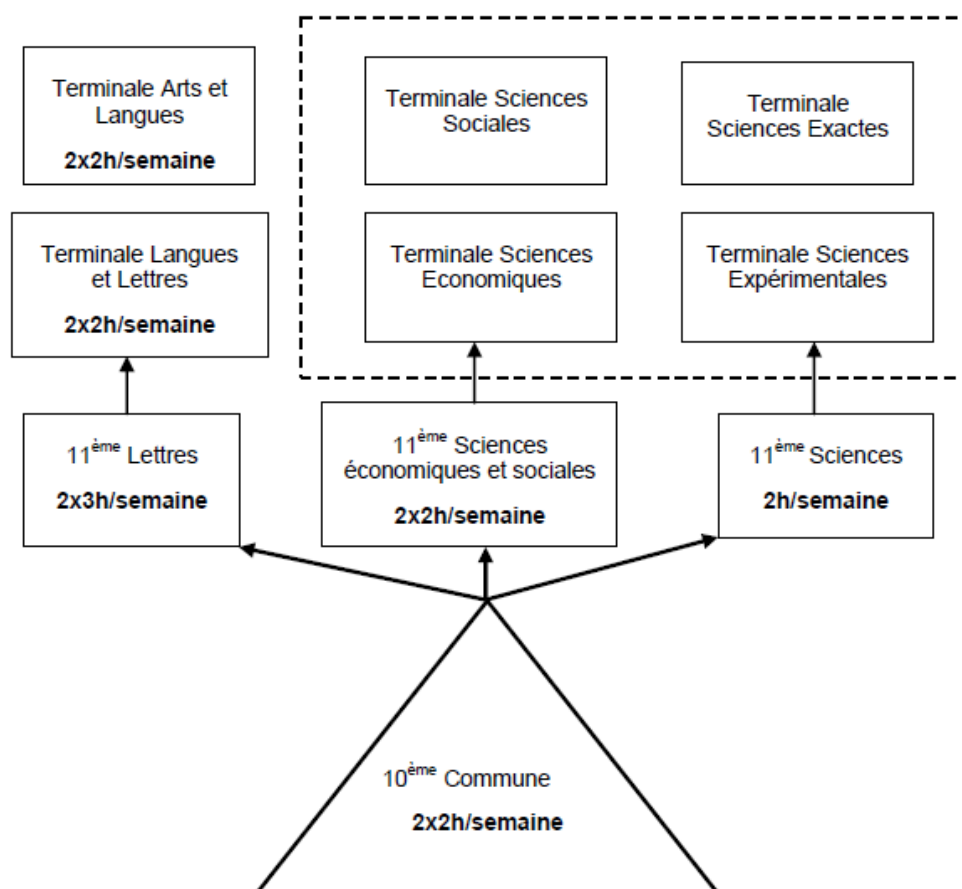 Terminale Arts et
Langues
2x2h/semaine
Terminale Sciences
Sociales
Terminale
Sciences Exactes
Terminale Langues
et Lettres
2x2h/semaine
Terminale Sciences
Economiques
Terminale Sciences
Expérimentales
11ème Lettres
2x3h/semaine
11ème Sciences
économiques et sociales
2x2h/semaine
11ème Sciences
2h/semaine
10ème Commune
2x2h/semaine